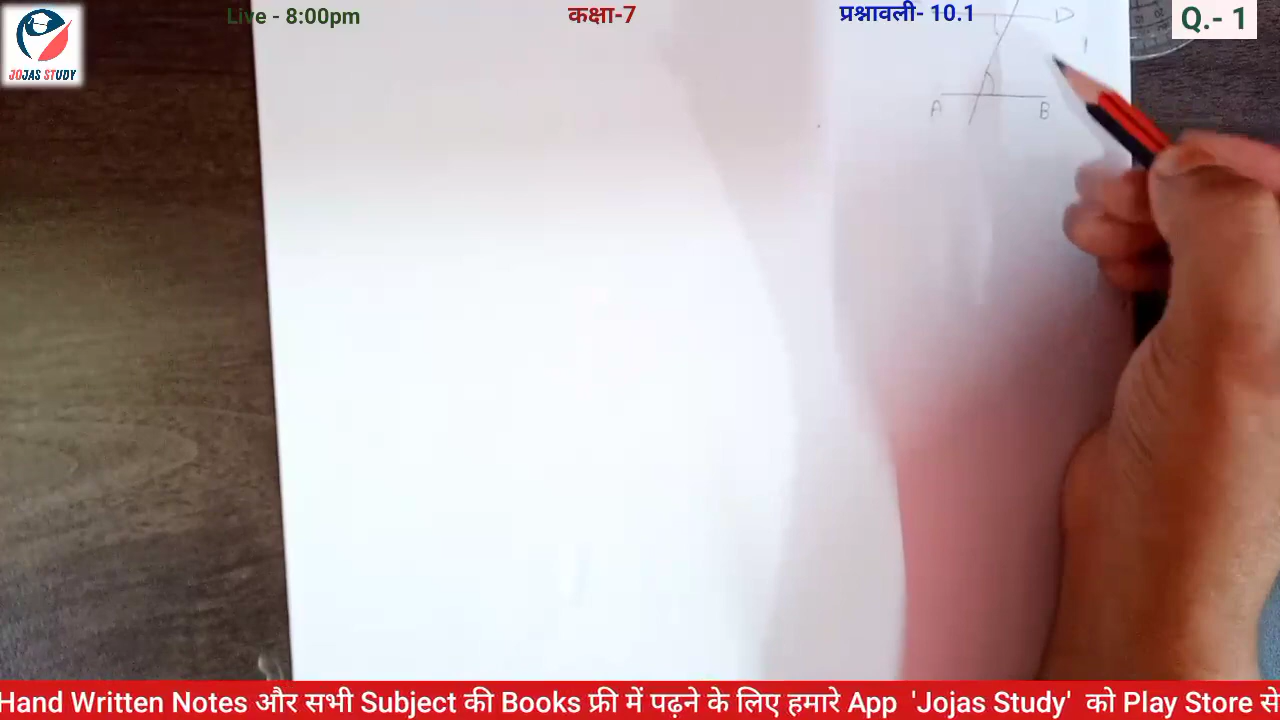 JOJAS STUDY
Live - 8:00pm
कक्षा-7
प्रश्नावली- 10.1
Q.- 1
D
A
B
Hand Written Notes और सभी Subject की Books फ्री में पढ़ने के लिए हमारे App 'Jojas Study' को Play Store से